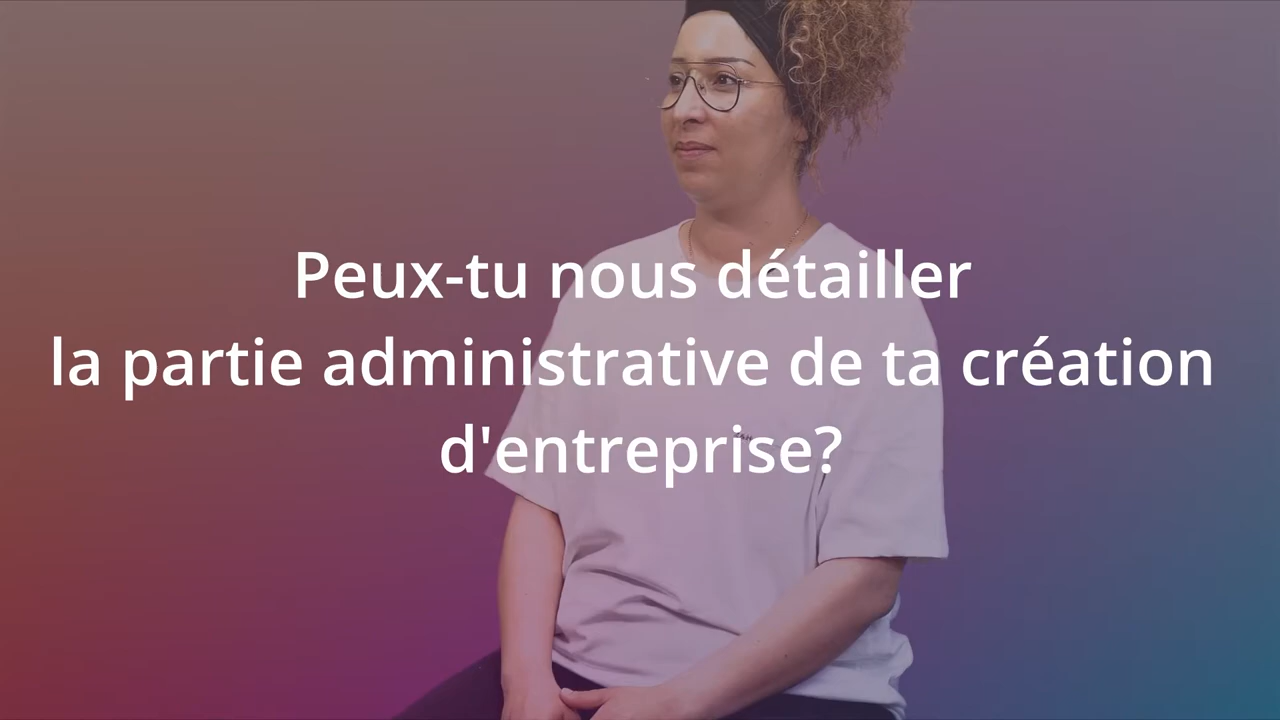 Peux-tu nous détailler
la partie administrative de ta création
d'entreprise?